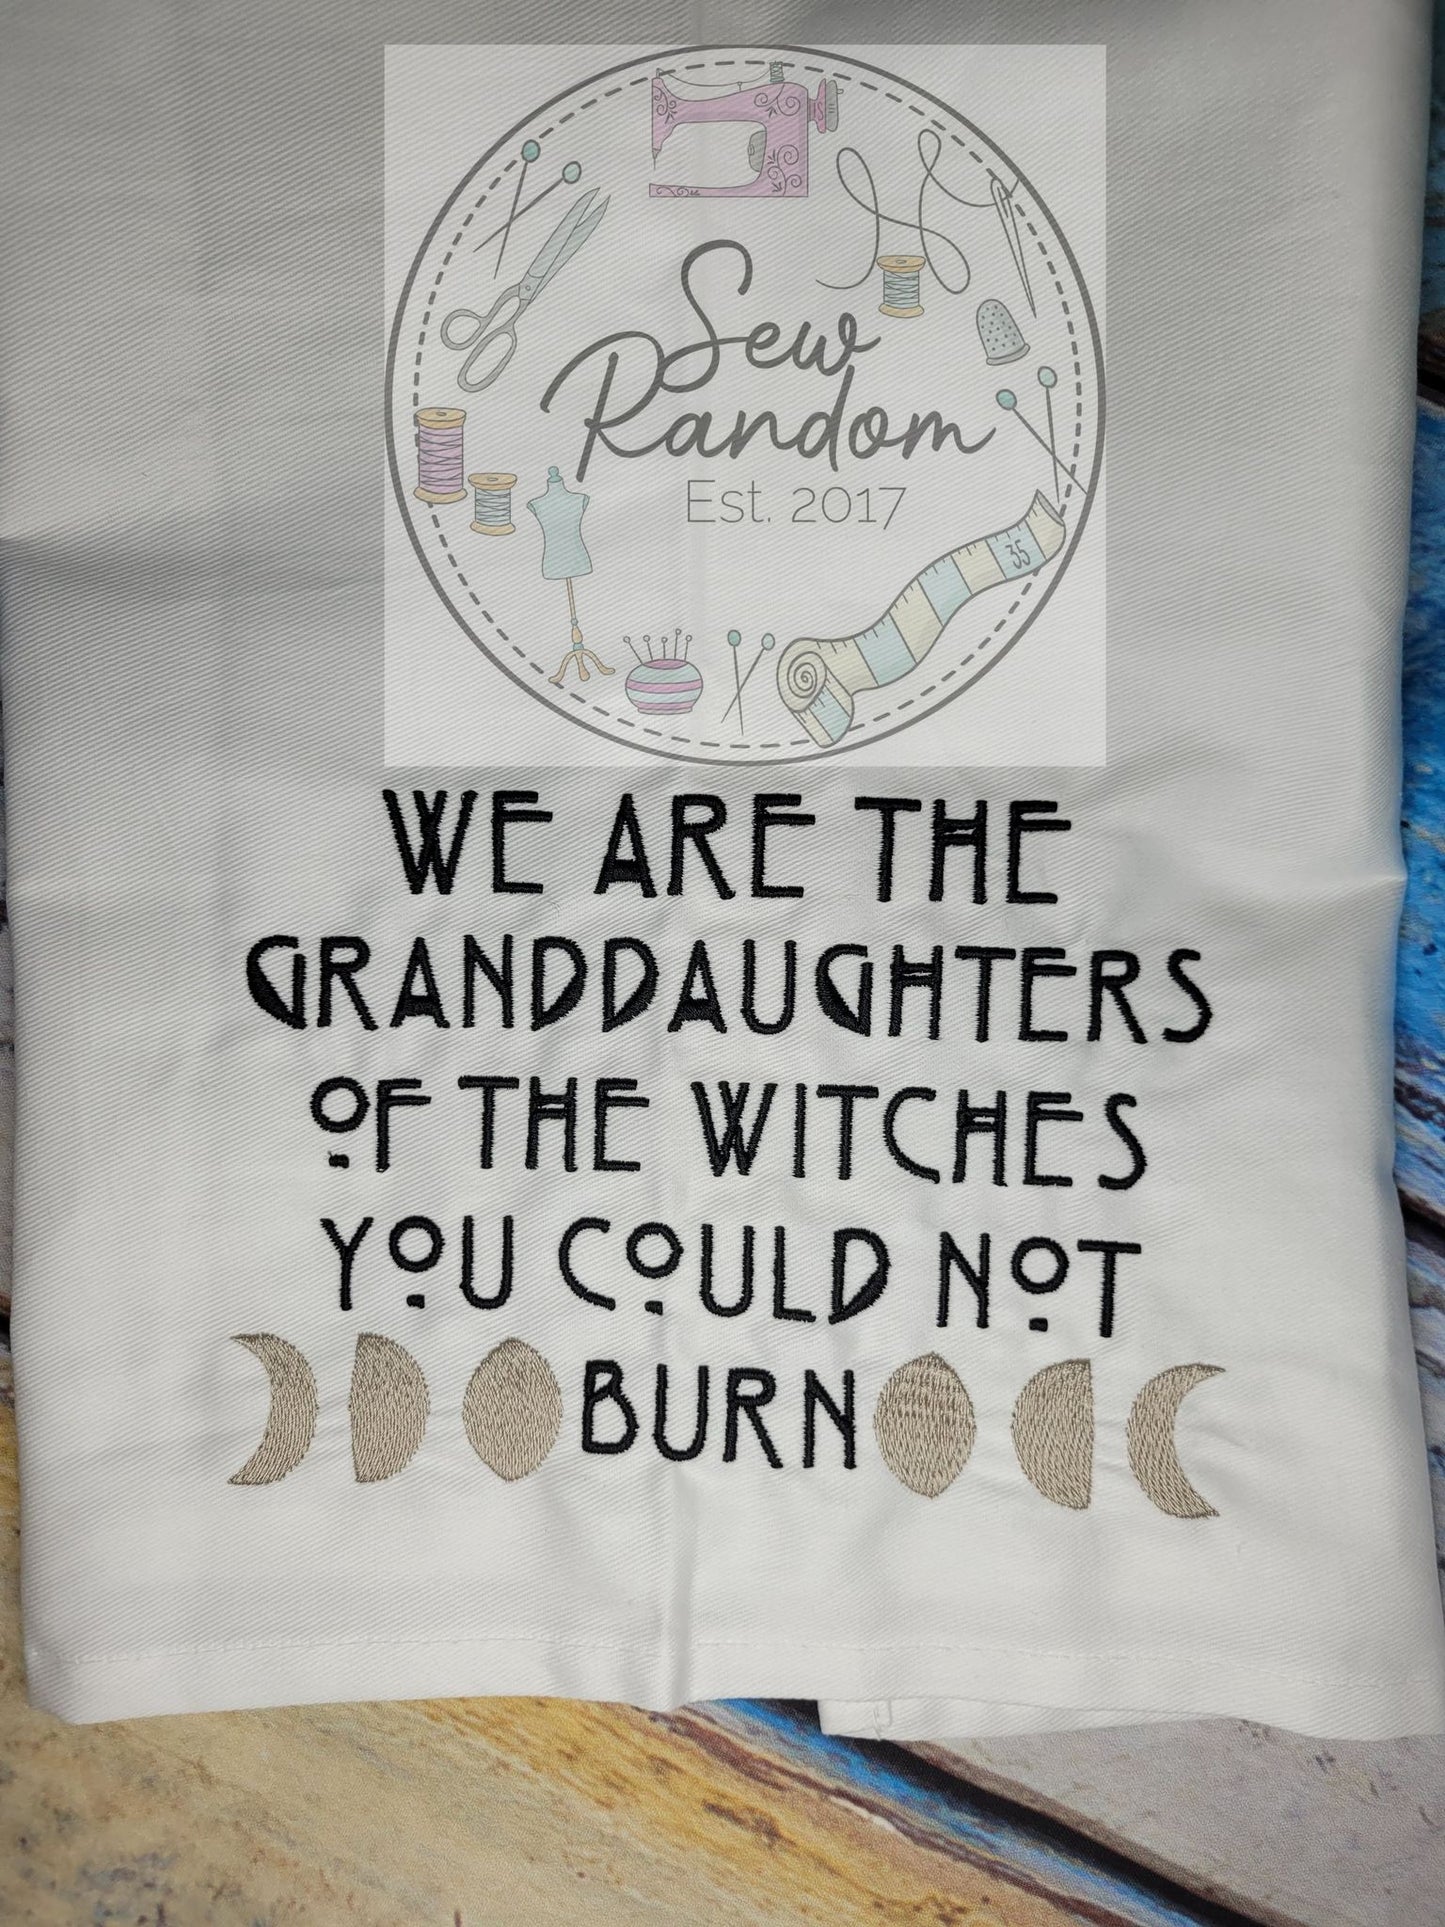 Sew
Random
Est. 2017
35
WE ARE THE
GRANDDAUGHTERS
OF THE WITCHES
YOU COULD NOT
BURN